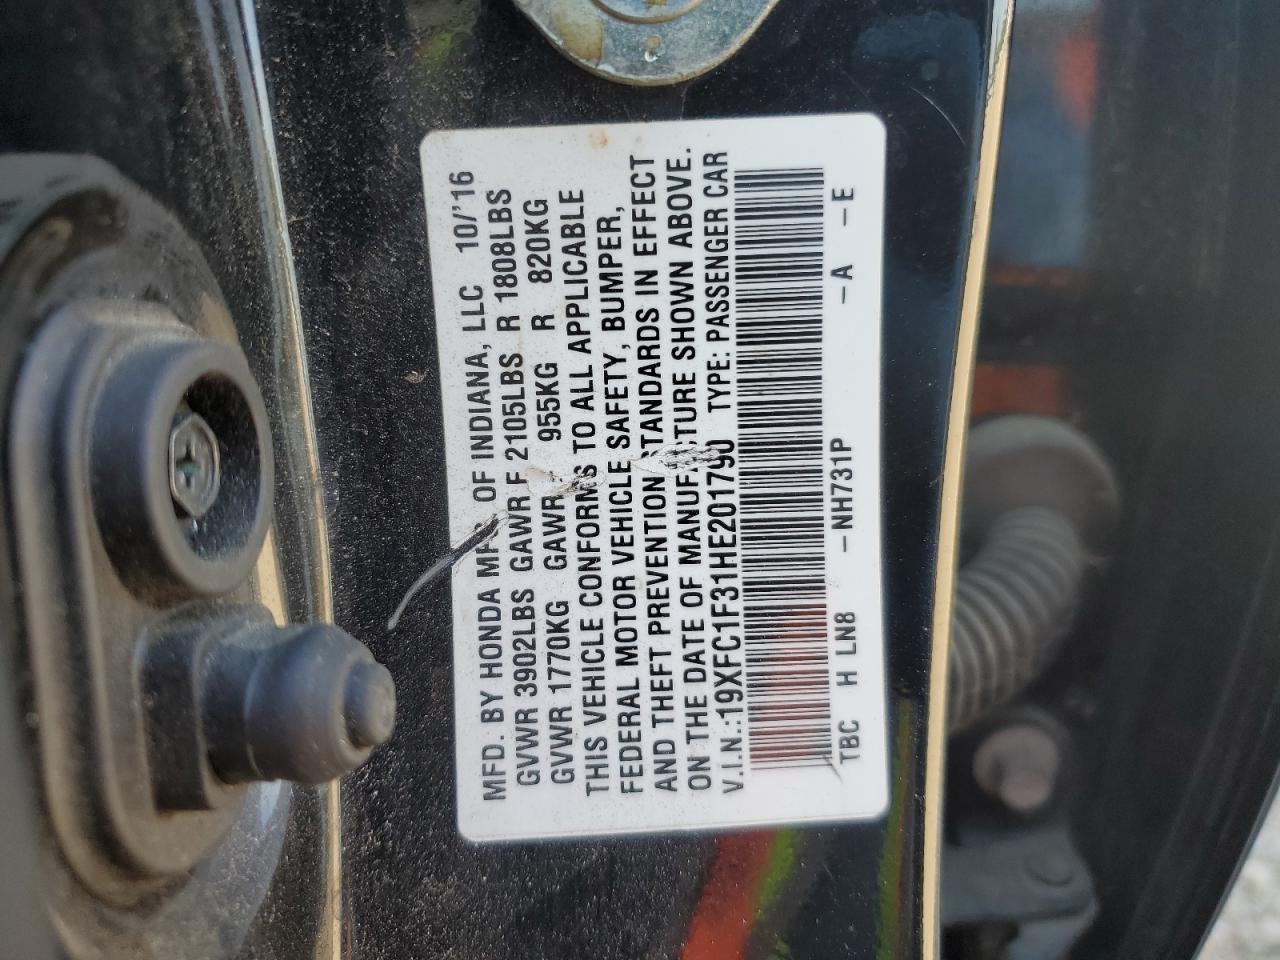 MFD. BY HONDA MFG. OF INDIANA, LLC 10/'16
GVWR 3902LBS GAWR F 2105LBS R 1808LBS
GVWR 1770KG GAWR 955KG R 820KG
THIS VEHICLE CONFORMS TO ALL APPLICABLE
FEDERAL MOTOR VEHICLE SAFETY, BUMPER,
AND THEFT PREVENTION STANDARDS IN EFFECT
ON THE DATE OF MANUFACTURE SHOWN ABOVE.
V.I.N.:19XFC1F31HE201790 TYPE: PASSENGER CAR
TBC H LN8 -NH731P -A -E